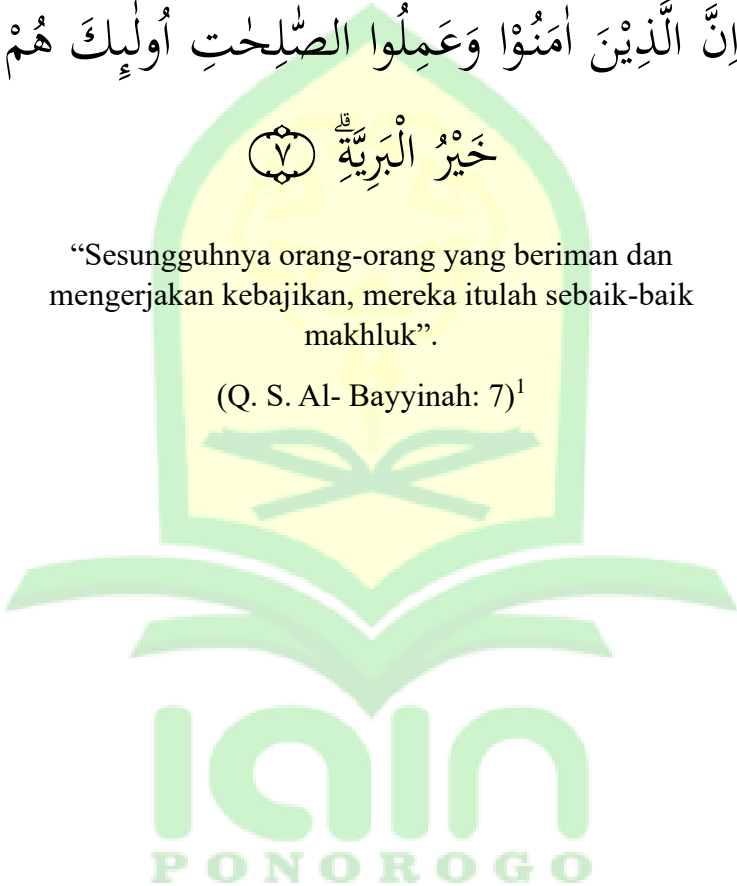 اِنَّ الَّذِيْنَ اٰمَنُوْا وَعَمِلُوا الصّٰلِحٰتِ اُولٰۤىِٕكَ هُمْ
خَيْرُ الْبَرِيَّةِۗ ۝٧
“Sesungguhnya orang-orang yang beriman dan
mengerjakan kebajikan, mereka itulah sebaik-baik
makhluk”.
(Q. S. Al- Bayyinah: 7)¹
iain
PONOROGO